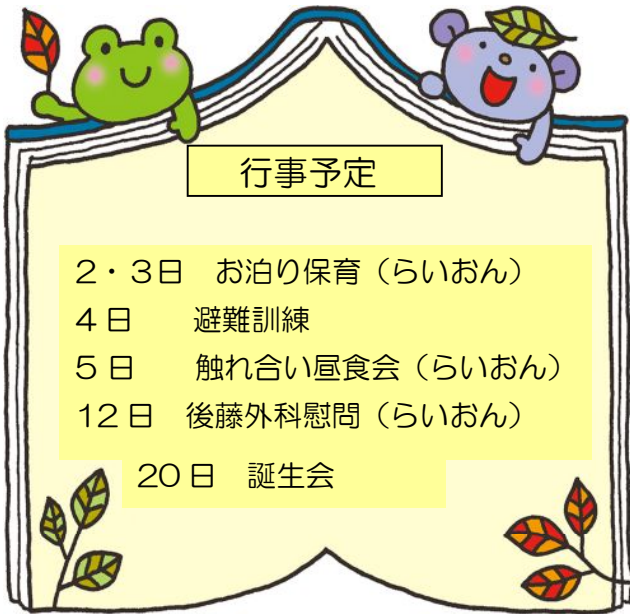 行事予定
2・3日　お泊り保育（らいおん）
4日　　避難訓練
5日　　触れ合い昼食会（らいおん）
12日　後藤外科慰問（らいおん）
20日　誕生会